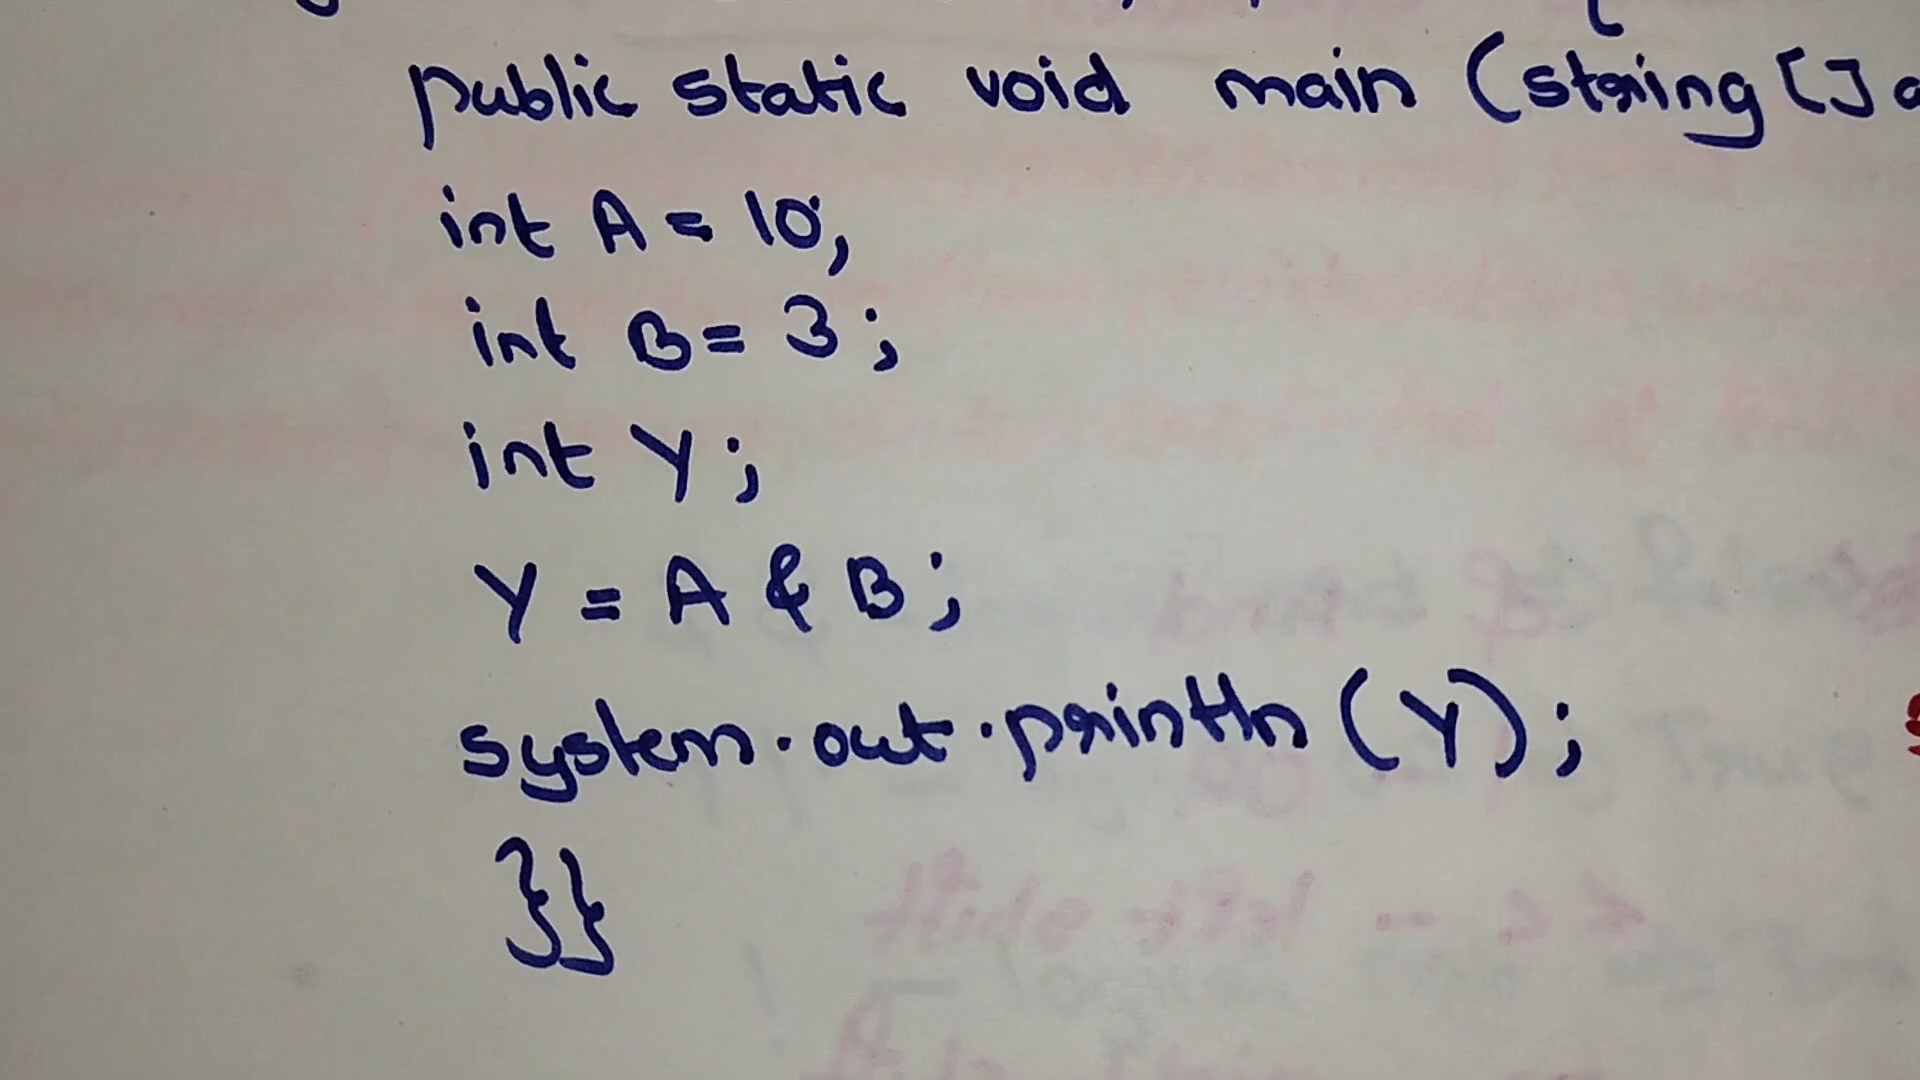 public static void main (string []
int A = 10;
int B = 3;
int Y;
Y = A & B;
system.out.println (Y);
}}